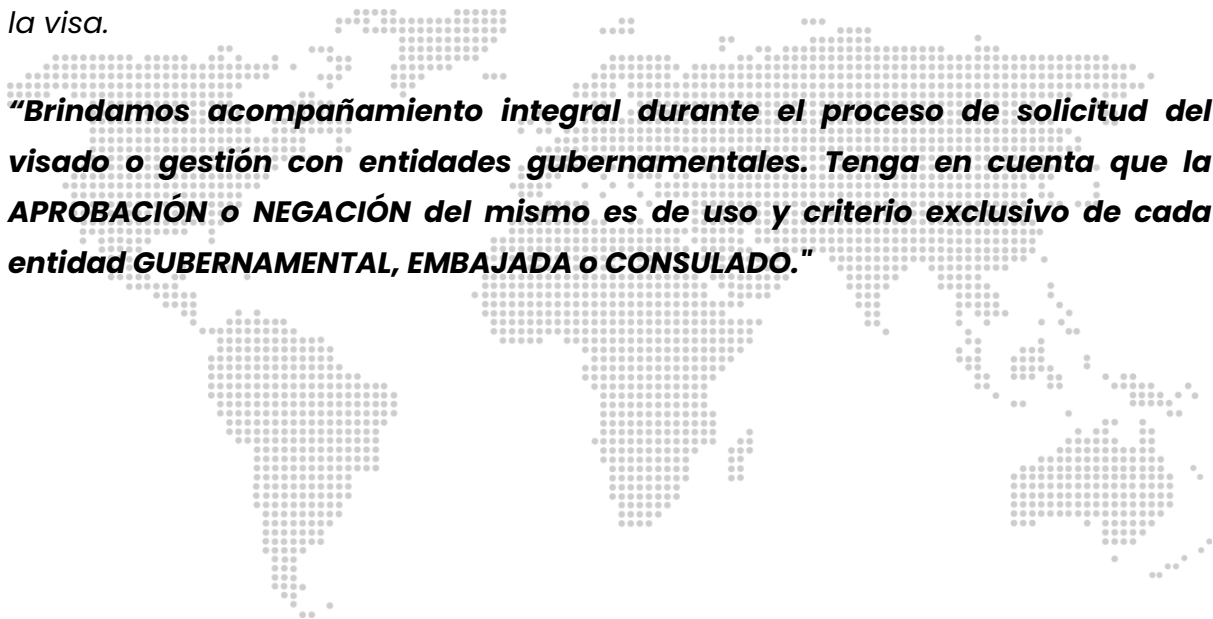 la visa.
“Brindamos acompañamiento integral durante el proceso de solicitud del
visado o gestión con entidades gubernamentales. Tenga en cuenta que la
APROBACIÓN o NEGACIÓN del mismo es de uso y criterio exclusivo de cada
entidad GUBERNAMENTAL, EMBAJADA o CONSULADO."